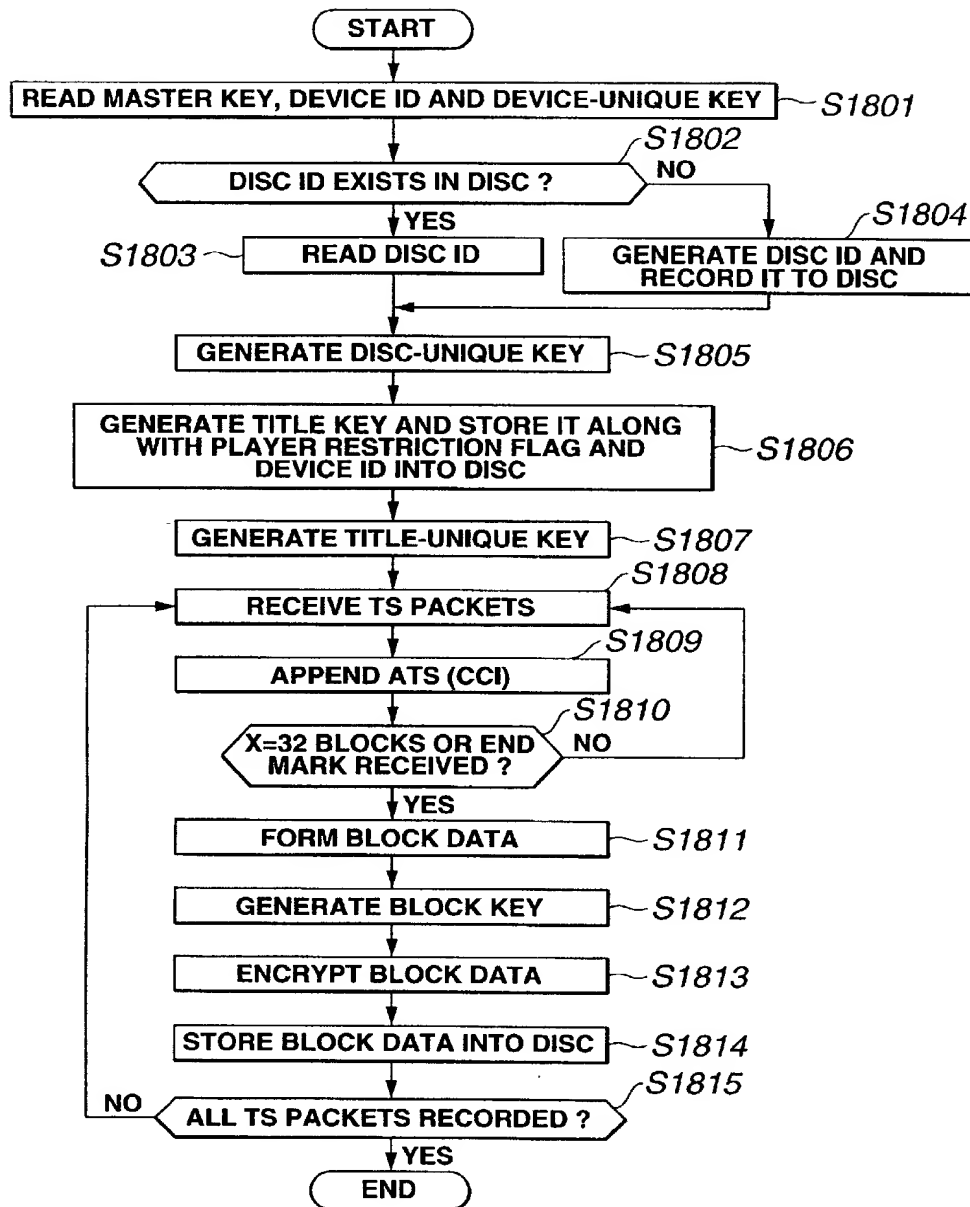 START
READ MASTER KEY, DEVICE ID AND DEVICE-UNIQUE KEY
S1801
S1802
DISC ID EXISTS IN DISC ?
NO
YES
S1803
READ DISC ID
S1804
GENERATE DISC ID AND
RECORD IT TO DISC
GENERATE DISC-UNIQUE KEY
S1805
GENERATE TITLE KEY AND STORE IT ALONG
WITH PLAYER RESTRICTION FLAG AND
DEVICE ID INTO DISC
S1806
GENERATE TITLE-UNIQUE KEY
S1807
S1808
RECEIVE TS PACKETS
S1809
APPEND ATS (CCI)
S1810
X=32 BLOCKS OR END
MARK RECEIVED ?
NO
YES
FORM BLOCK DATA
S1811
GENERATE BLOCK KEY
S1812
ENCRYPT BLOCK DATA
S1813
STORE BLOCK DATA INTO DISC
S1814
S1815
NO
ALL TS PACKETS RECORDED ?
YES
END